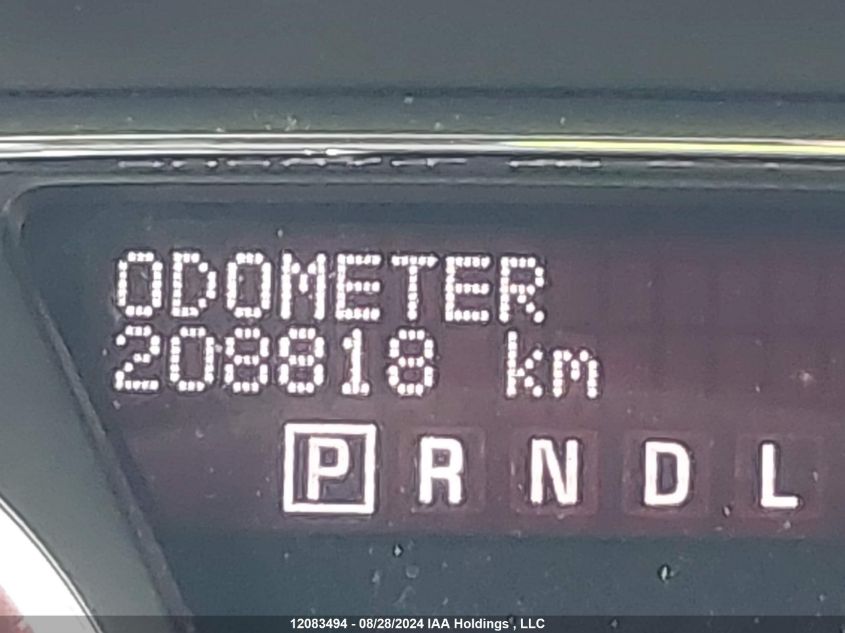 ODOMETER
208818 km
P R N D L
12083494 - 08/28/2024 IAA Holdings , LLC